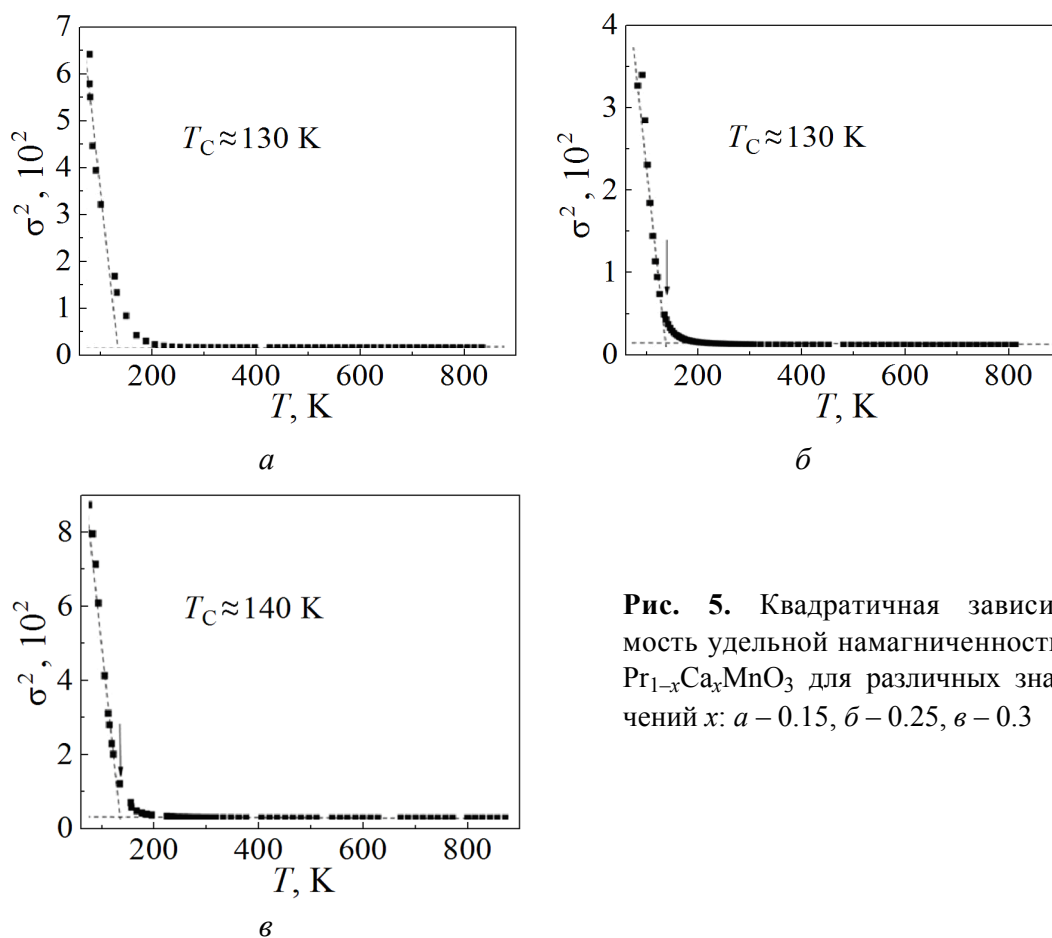 7
6
5
4
3
2
1
0
σ², 10²
T_C ≈ 130 K
200 400 600 800
T, K
а
4
3
2
1
0
σ², 10²
T_C ≈ 130 K
200 400 600 800
T, K
б
8
6
4
2
0
σ², 10²
T_C ≈ 140 K
200 400 600 800
T, K
в
Рис. 5. Квадратичная зависи-
мость удельной намагниченност
Pr₁₋ₓCaₓMnO₃ для различных зна-
чений x: а – 0.15, б – 0.25, в – 0.3